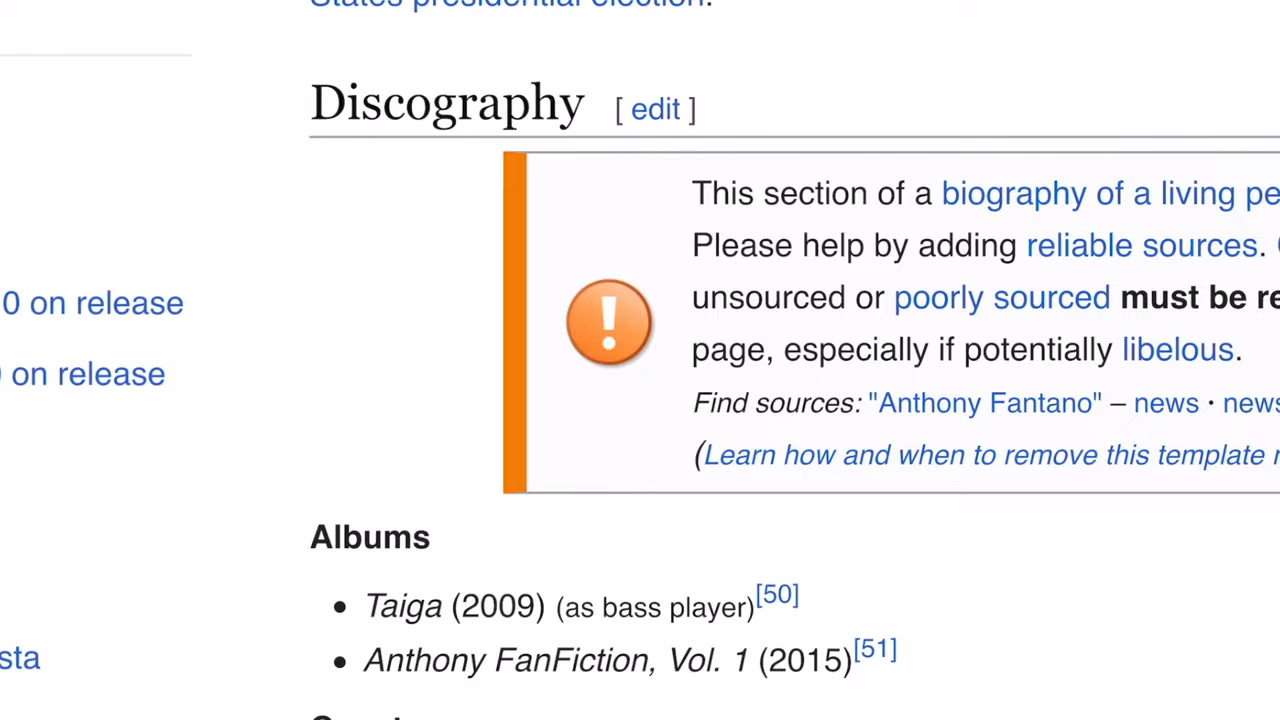 States presidential election.
Discography [ edit ]
This section of a biography of a living pe
Please help by adding reliable sources.
unsourced or poorly sourced must be re
page, especially if potentially libelous.
Find sources: "Anthony Fantano" – news · news
(Learn how and when to remove this template
0 on release
on release
Albums
• Taiga (2009) (as bass player)[50]
• Anthony FanFiction, Vol. 1 (2015)[51]
sta